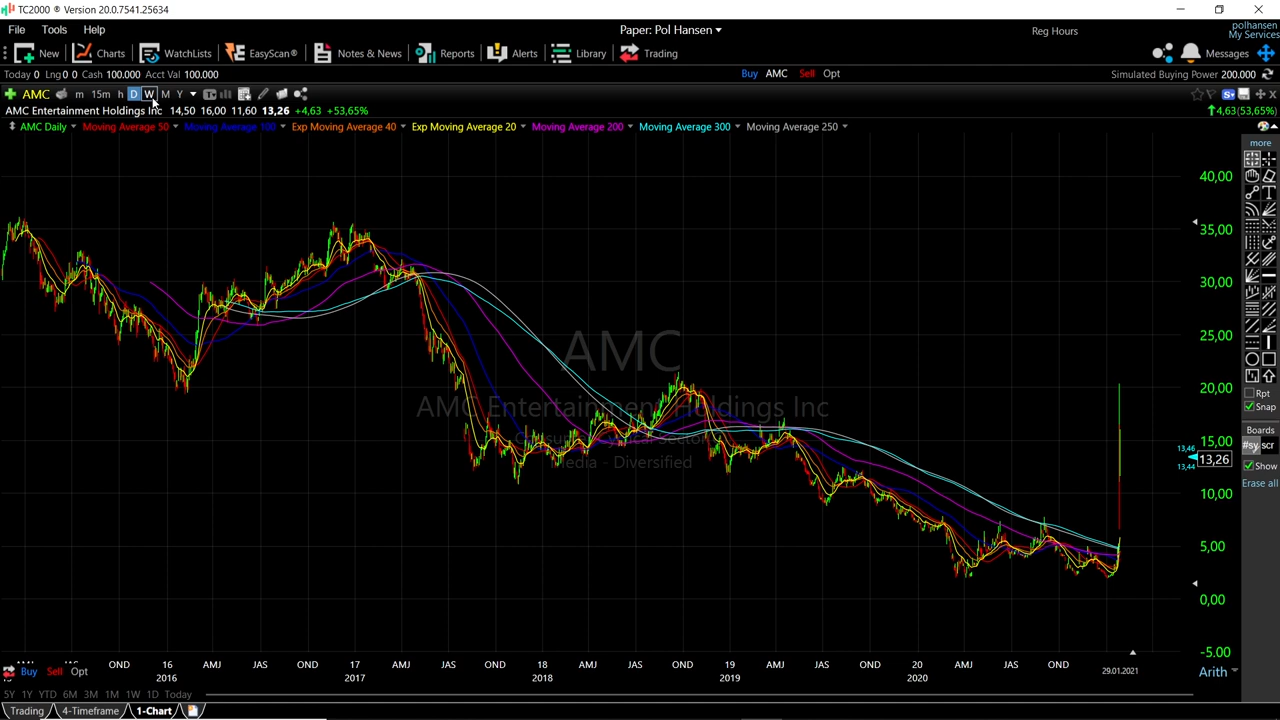 TC2000 ® Version 20.0.7541.25634
File Tools Help Paper: Pol Hansen Reg Hours polhansen
My Services
New Charts WatchLists EasyScan® Notes & News Reports Alerts Library Trading Messages
Today 0 Lng 0 0 Cash 100.000 Acct Val 100.000 Buy AMC Sell Opt Simulated Buying Power 200.000
AMC m 15m h D W M Y
AMC Entertainment Holdings Inc 14,50 16,00 11,60 13,26 +4,63 +53,65% 4,63(53,65%)
AMC Daily Moving Average 50 Moving Average 100 Exp Moving Average 40 Exp Moving Average 20 Moving Average 200 Moving Average 300 Moving Average 250
more
40,00
35,00
30,00
25,00
20,00
15,00
13,46
13,26
13,44
10,00
5,00
0,00
-5,00
AMC
AMC Entertainment Holdings Inc
Media - Diversified
Rpt
Snap
Boards
#sy scr
Show
Erase all
OND 16 AMJ JAS OND 17 AMJ JAS OND 18 AMJ JAS OND 19 AMJ JAS OND 20 AMJ JAS OND
2016 2017 2018 2019 2020 29.01.2021
Buy Sell Opt Arith
5Y 1Y YTD 6M 3M 1M 1W 1D Today
Trading 4-Timeframe 1-Chart